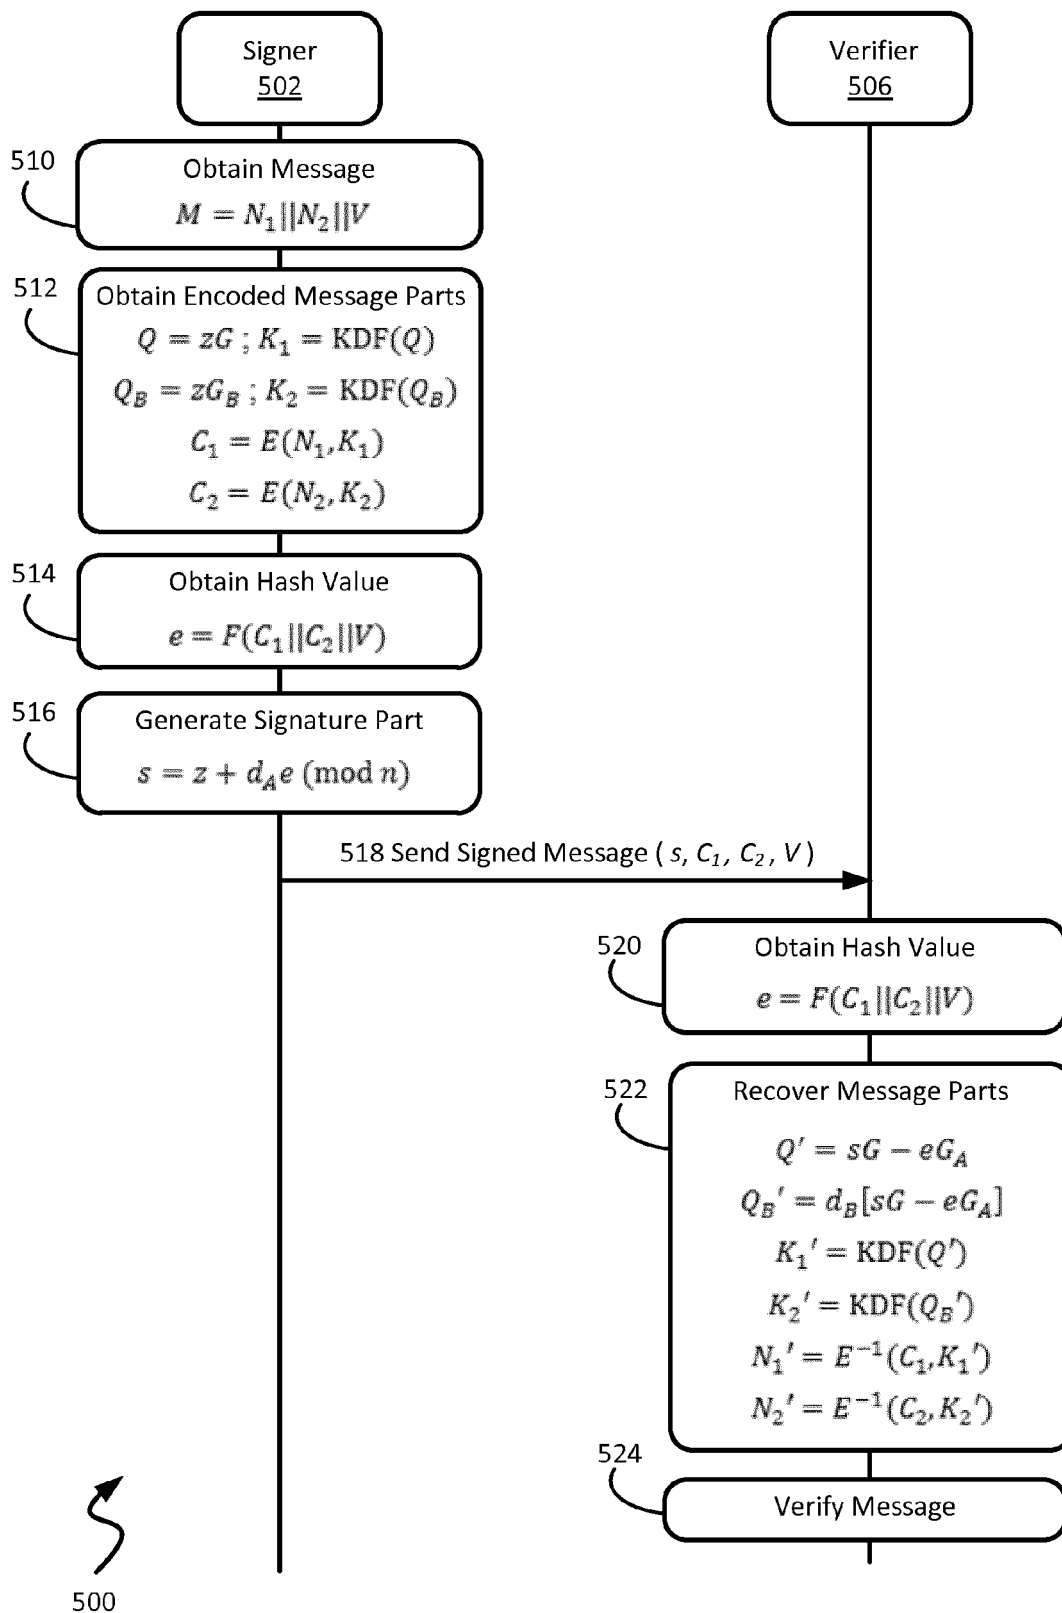 Signer
502
Verifier
506
510
Obtain Message
M = N₁||N₂||V
512
Obtain Encoded Message Parts
Q = zG ; K₁ = KDF(Q)
Q_B = zG_B ; K₂ = KDF(Q_B)
C₁ = E(N₁, K₁)
C₂ = E(N₂, K₂)
514
Obtain Hash Value
e = F(C₁||C₂||V)
516
Generate Signature Part
s = z + d_A e (mod n)
518 Send Signed Message ( s, C₁, C₂, V )
520
Obtain Hash Value
e = F(C₁||C₂||V)
522
Recover Message Parts
Q′ = sG − eG_A
Q_B′ = d_B[sG − eG_A]
K₁′ = KDF(Q′)
K₂′ = KDF(Q_B′)
N₁′ = E⁻¹(C₁, K₁′)
N₂′ = E⁻¹(C₂, K₂′)
524
Verify Message
500